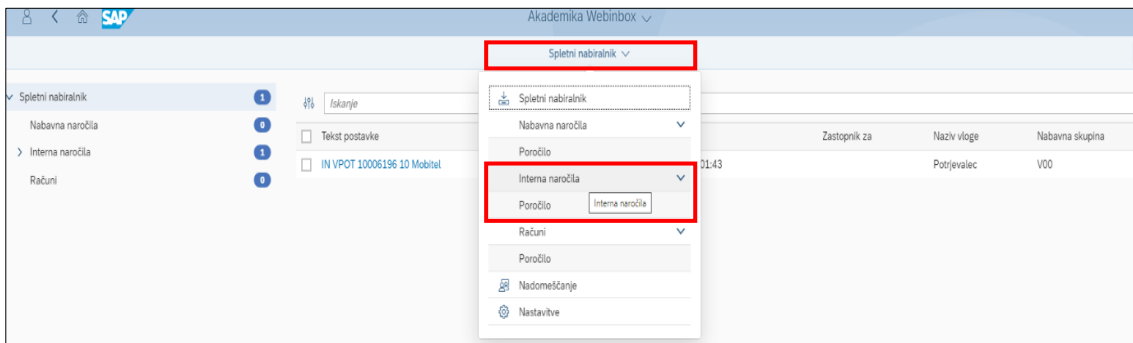 SAP
Akademika Webinbox
Spletni nabiralnik
Spletni nabiralnik 1
Nabavna naročila 0
Interna naročila 1
Računi 0
Iskanje
Tekst postavke Zastopnik za Naziv vloge Nabavna skupina
IN VPOT 10006196 10 Mobitel 01:43 Potrjevalec V00
Spletni nabiralnik
Nabavna naročila
Poročilo
Interna naročila
Poročilo Interna naročila
Računi
Poročilo
Nadomeščanje
Nastavitve